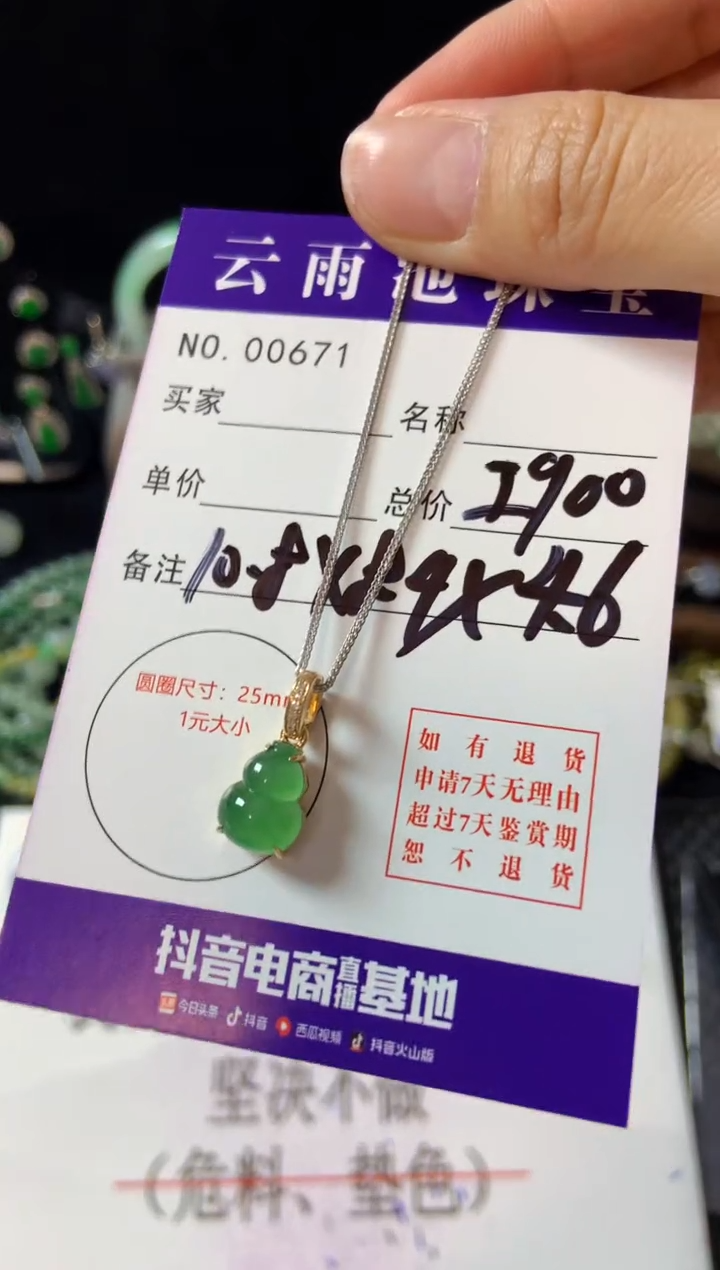 云雨池珠宝
NO. 00671
买家 名称
单价 总价 2900
备注 10.8
圆圈尺寸：25mm
1元大小
如有退货
申请7天无理由
超过7天鉴赏期
恕不退货
抖音电商直播基地
今日头条 抖音 西瓜视频 抖音火山版
坚决不做
（危料、垫色）